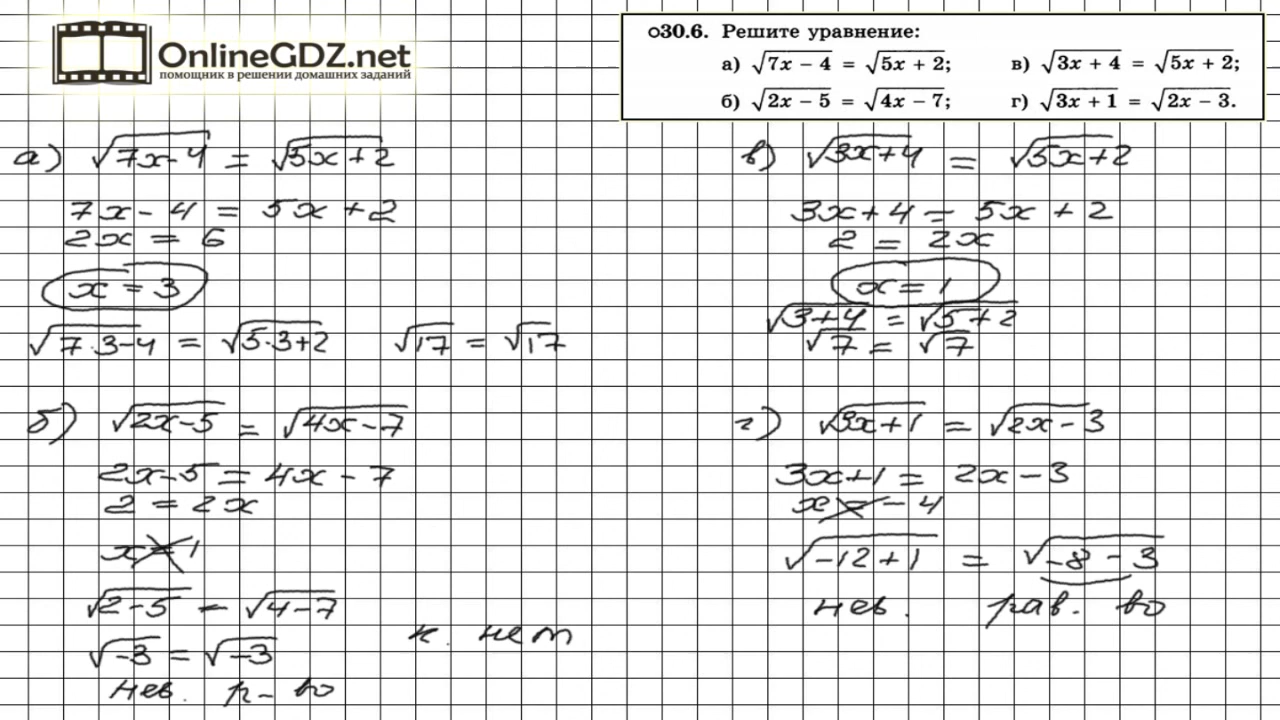 OnlineGDZ.net
помощник в решении домашних заданий
○30.6. Решите уравнение:
а) √(7x − 4) = √(5x + 2);
в) √(3x + 4) = √(5x + 2);
б) √(2x − 5) = √(4x − 7);
г) √(3x + 1) = √(2x − 3).
а) √(7x−4) = √(5x+2)
7x − 4 = 5x + 2
2x = 6
x = 3
√(7·3−4) = √(5·3+2) √17 = √17
б) √(2x−5) = √(4x−7)
2x−5 = 4x − 7
2 = 2x
x = 1
√(2−5) = √(4−7)
√−3 = √−3
к. нет
нев. р-во
в) √(3x+4) = √(5x+2)
3x+4 = 5x + 2
2 = 2x
x = 1
√(3+4) = √(5+2)
√7 = √7
г) √(3x+1) = √(2x−3)
3x+1 = 2x − 3
x = −4
√(−12+1) = √(−8−3)
нев. рав. во